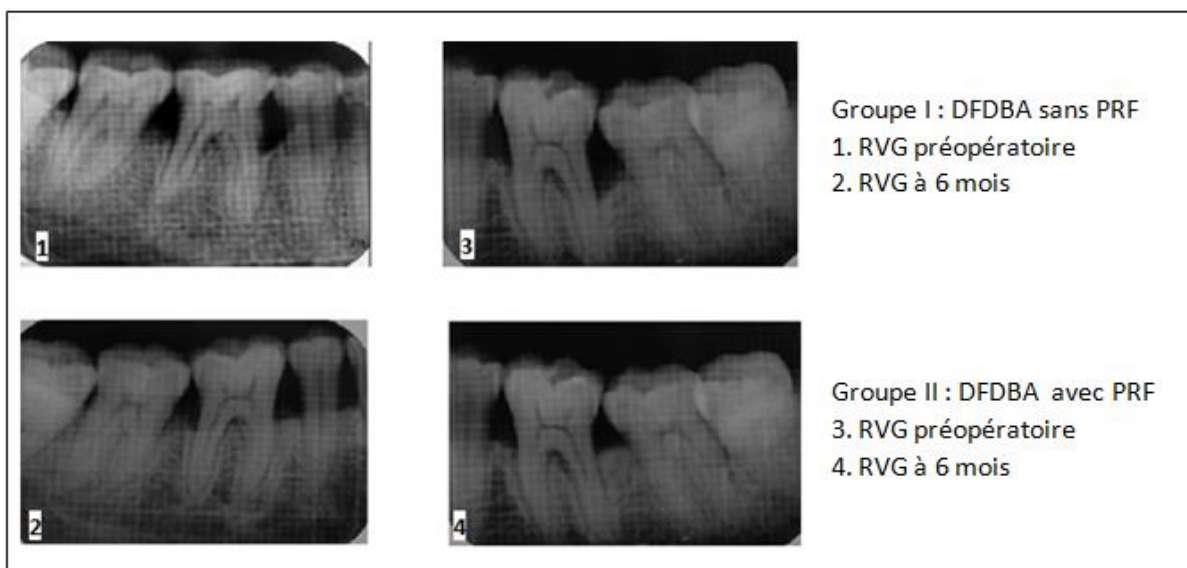 Groupe I : DFDBA sans PRF
1. RVG préopératoire
2. RVG à 6 mois
1
3
Groupe II : DFDBA avec PRF
3. RVG préopératoire
4. RVG à 6 mois
2
4